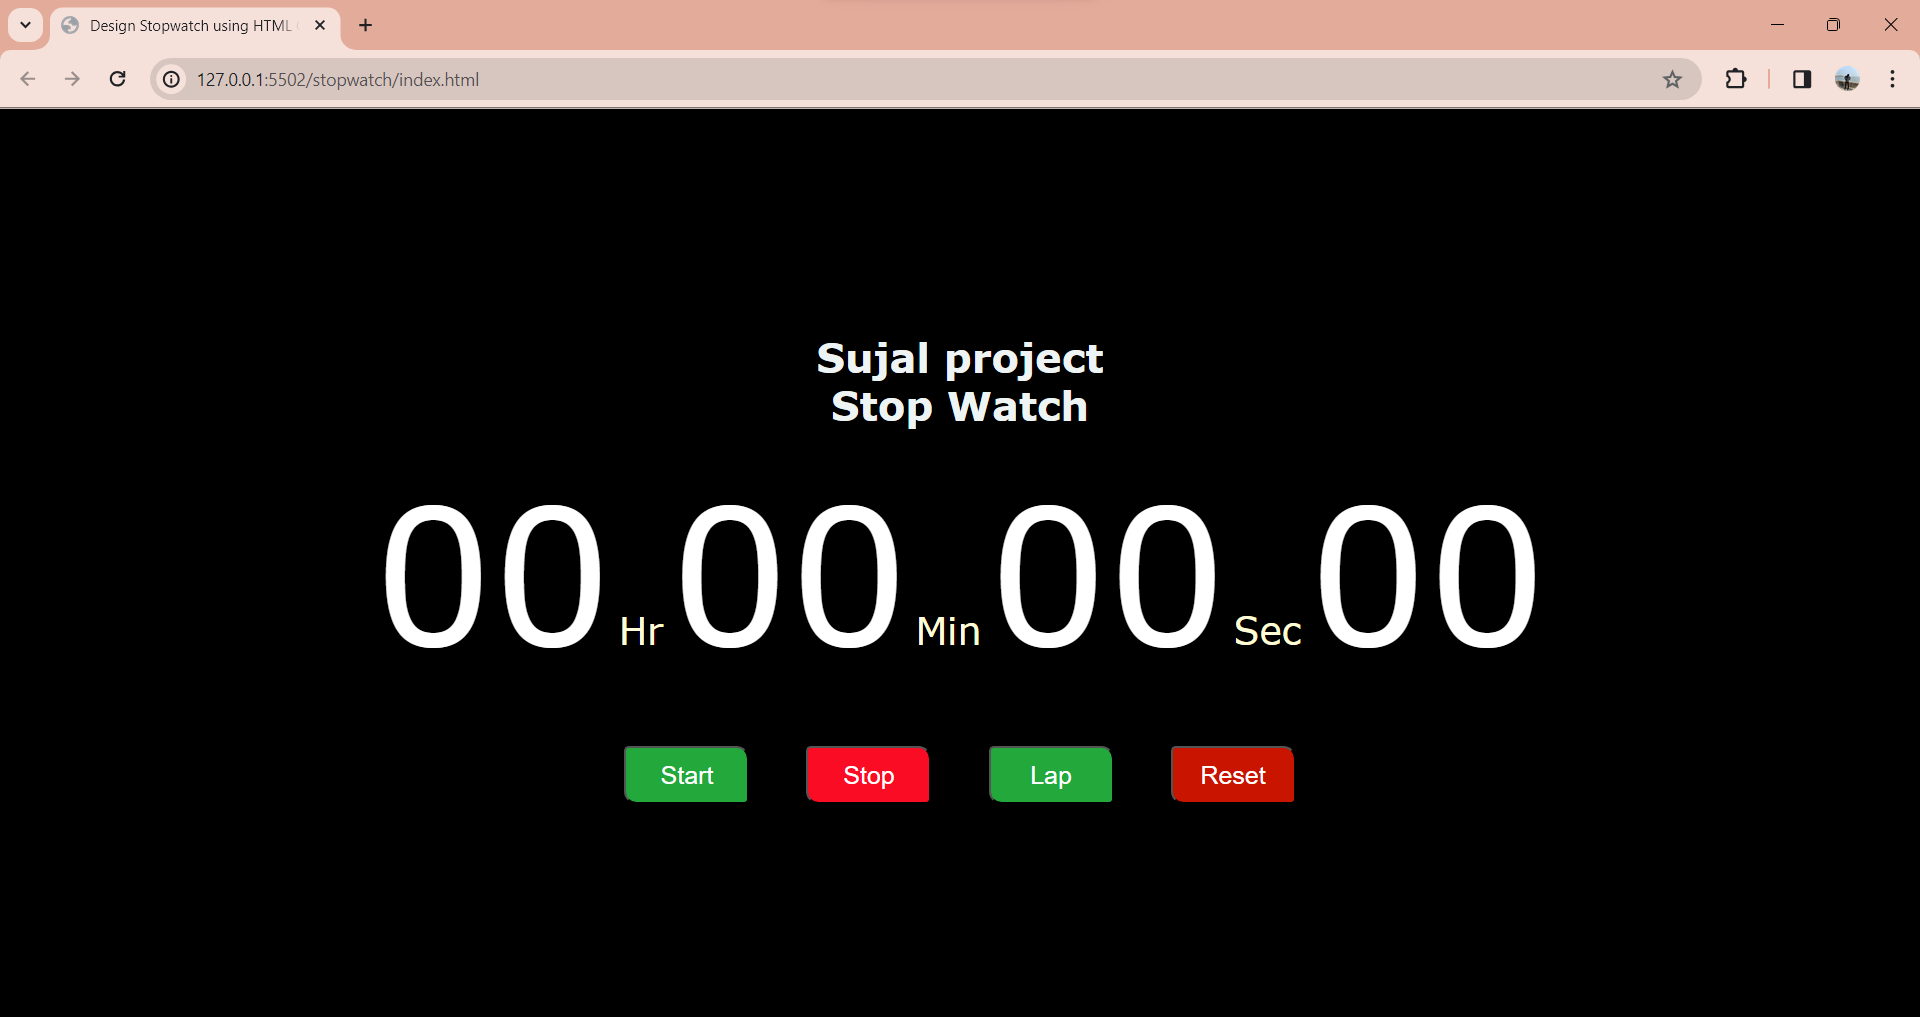 Design Stopwatch using HTML
127.0.0.1:5502/stopwatch/index.html
Sujal project
Stop Watch
00 Hr 00 Min 00 Sec 00
Start Stop Lap Reset